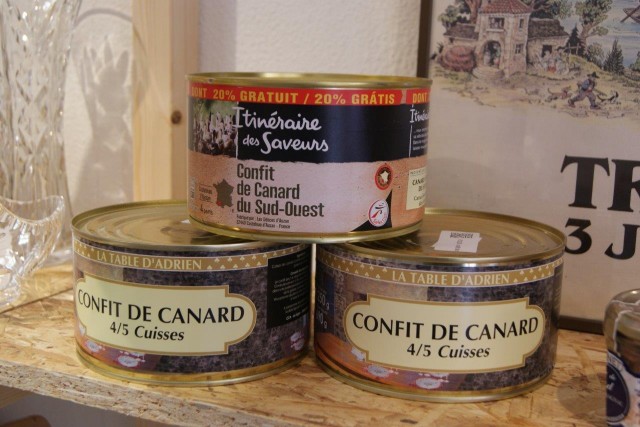 DONT 20% GRATUIT / 20% GRÁTIS DONT
Itinéraire
des Saveurs
Confit
de Canard
du Sud-Ouest
LA TABLE D'ADRIEN
CONFIT DE CANARD
4/5 Cuisses
LA TABLE D'ADRIEN
CONFIT DE CANARD
4/5 Cuisses
TR
3 J